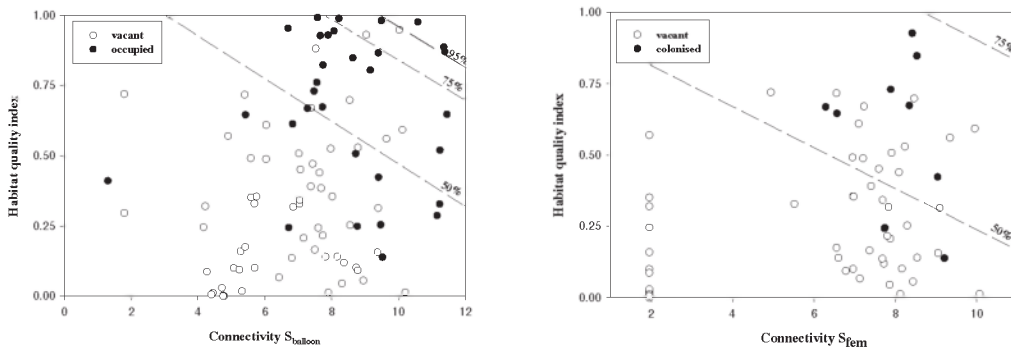 1.00
vacant
occupied
95%
0.75
75%
0.50
50%
0.25
0.00
0 2 4 6 8 10 12
Habitat quality index
Connectivity S_balloon
1.00
vacant
colonised
75%
0.75
0.50
50%
0.25
0.00
2 4 6 8 10
Habitat quality index
Connectivity S_fem